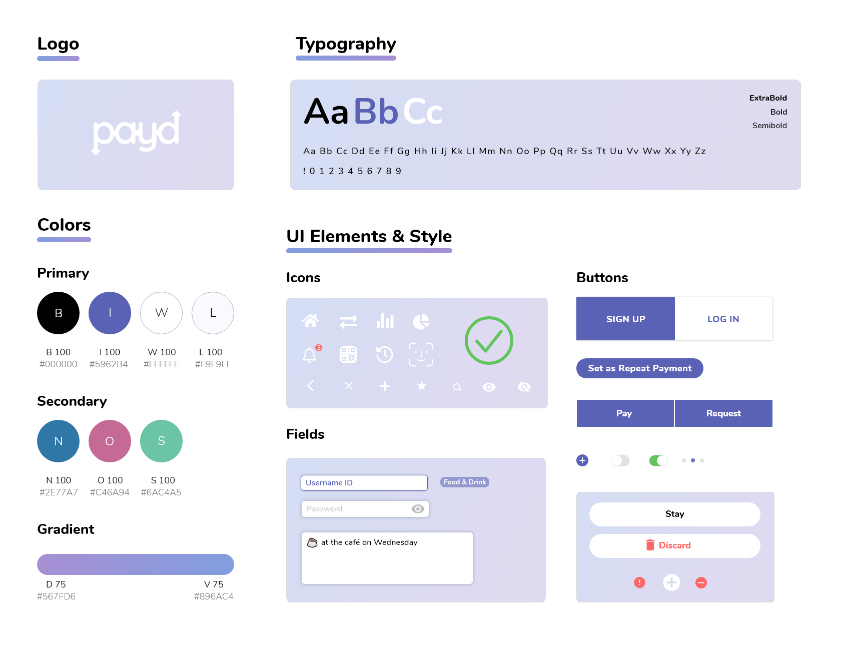 Logo
payd
Typography
Aa Bb Cc
ExtraBold
Bold
Semibold
Aa Bb Cc Dd Ee Ff Gg Hh Ii Jj Kk Ll Mm Nn Oo Pp Qq Rr Ss Tt Uu Vv Ww Xx Yy Zz
! 0 1 2 3 4 5 6 7 8 9
Colors
Primary
B I W L
B 100 I 100 W 100 L 100
#000000 #5962B4 #FFFFFF #F9F9FF
Secondary
N O S
N 100 O 100 S 100
#2E77A7 #C46A94 #6AC4A5
Gradient
D 75 V 75
#567FD6 #896AC4
UI Elements & Style
Icons
Fields
Username ID
Food & Drink
Password
at the café on Wednesday
Buttons
SIGN UP LOG IN
Set as Repeat Payment
Pay Request
Stay
Discard